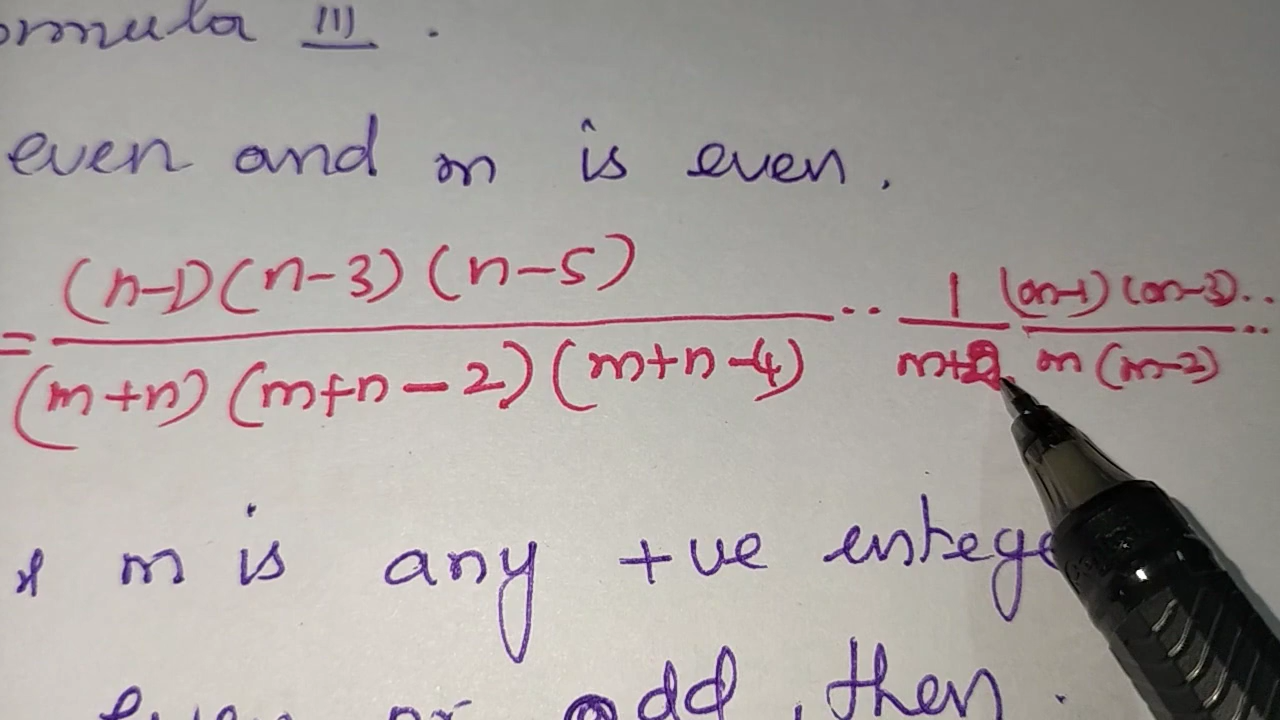 ormula III .
even and m is even.
= (n-1)(n-3)(n-5) / (m+n)(m+n-2)(m+n-4) .. 1 / m+2 (m-1)(m-3).. / m(m-2) ..
m is any +ve intege
odd, then.